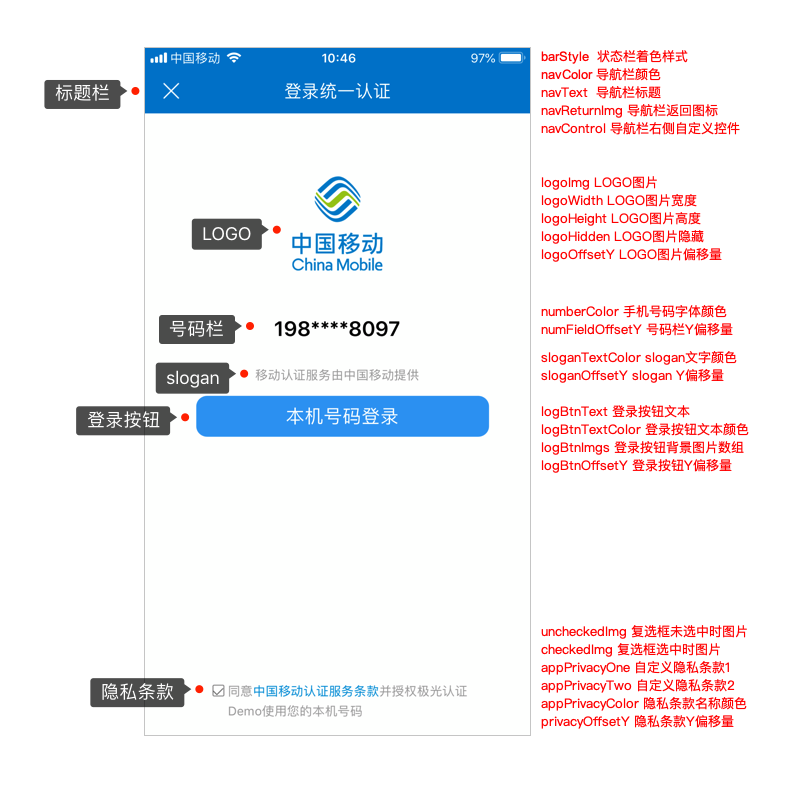 中国移动
10:46
97%
标题栏
登录统一认证
barStyle 状态栏着色样式
navColor 导航栏颜色
navText 导航栏标题
navReturnImg 导航栏返回图标
navControl 导航栏右侧自定义控件
LOGO
中国移动
China Mobile
logoImg LOGO图片
logoWidth LOGO图片宽度
logoHeight LOGO图片高度
logoHidden LOGO图片隐藏
logoOffsetY LOGO图片偏移量
号码栏
198****8097
numberColor 手机号码字体颜色
numFieldOffsetY 号码栏Y偏移量
slogan
移动认证服务由中国移动提供
sloganTextColor slogan文字颜色
sloganOffsetY slogan Y偏移量
登录按钮
本机号码登录
logBtnText 登录按钮文本
logBtnTextColor 登录按钮文本颜色
logBtnImgs 登录按钮背景图片数组
logBtnOffsetY 登录按钮Y偏移量
隐私条款
同意中国移动认证服务条款并授权极光认证
Demo使用您的本机号码
uncheckedImg 复选框未选中时图片
checkedImg 复选框选中时图片
appPrivacyOne 自定义隐私条款1
appPrivacyTwo 自定义隐私条款2
appPrivacyColor 隐私条款名称颜色
privacyOffsetY 隐私条款Y偏移量